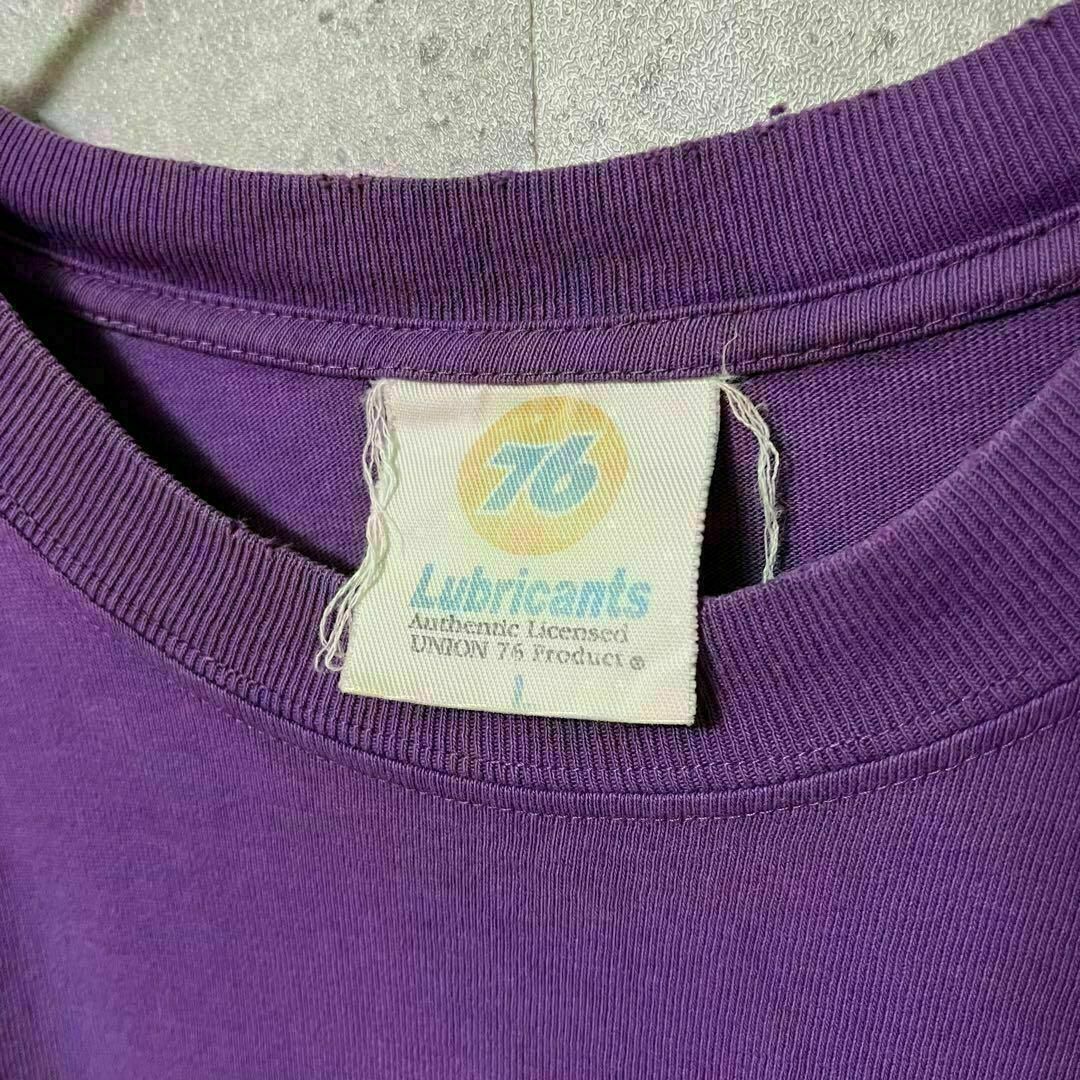 76
Lubricants
Authentic Licensed
UNION 76 Product ®
L